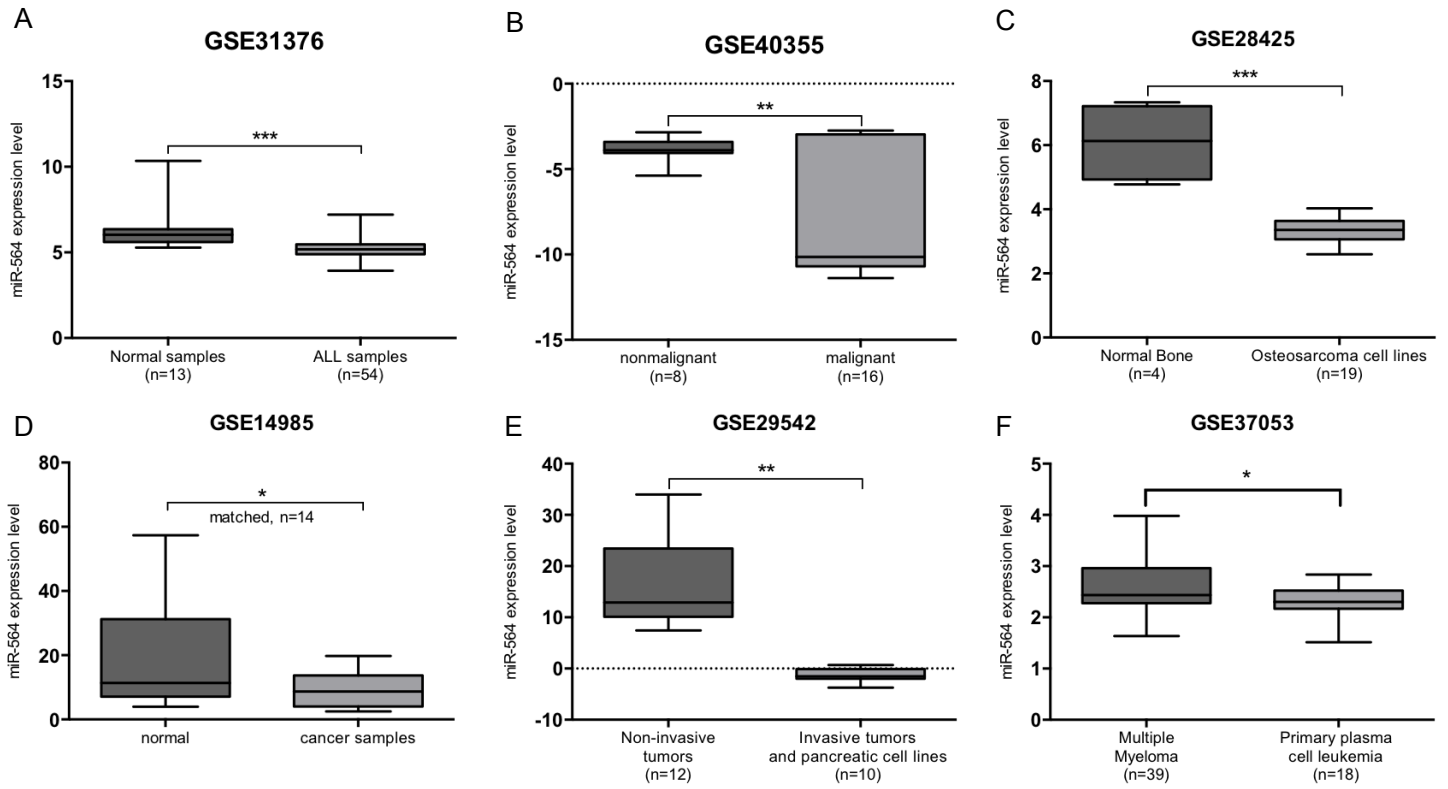 A
GSE31376
15
10
5
0
miR-564 expression level
***
Normal samples
(n=13)
ALL samples
(n=54)
B
GSE40355
0
-5
-10
-15
miR-564 expression level
**
nonmalignant
(n=8)
malignant
(n=16)
C
GSE28425
8
6
4
2
0
miR-564 expression level
***
Normal Bone
(n=4)
Osteosarcoma cell lines
(n=19)
D
GSE14985
80
60
40
20
0
miR-564 expression level
*
matched, n=14
normal
cancer samples
E
GSE29542
40
30
20
10
0
-10
miR-564 expression level
**
Non-invasive
tumors
(n=12)
Invasive tumors
and pancreatic cell lines
(n=10)
F
GSE37053
5
4
3
2
1
0
miR-564 expression level
*
Multiple
Myeloma
(n=39)
Primary plasma
cell leukemia
(n=18)